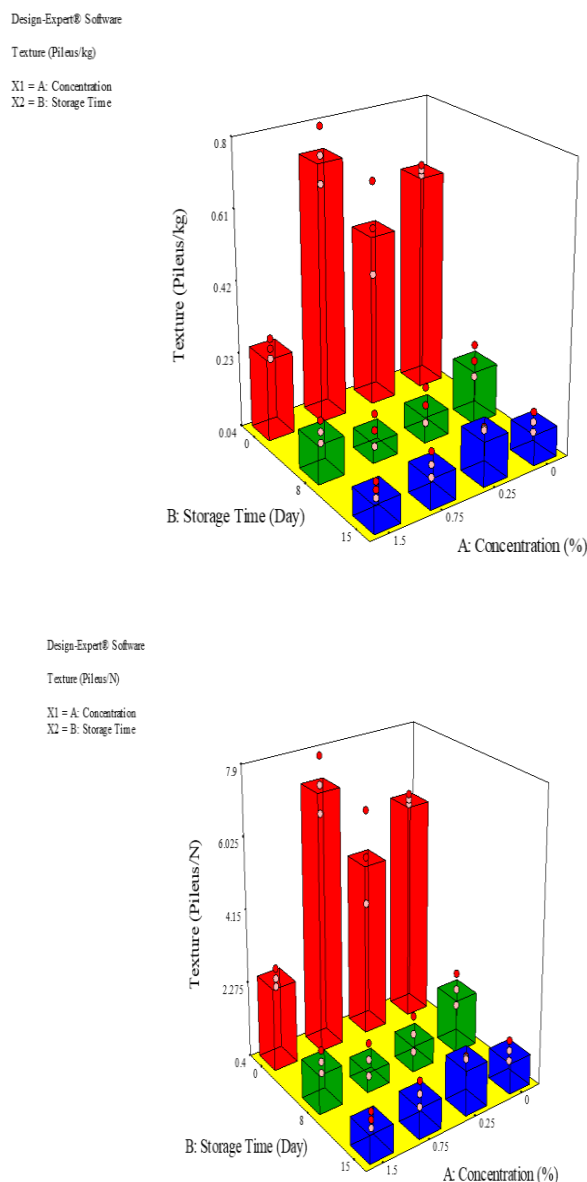 Design-Expert® Software
Texture (Pileus/kg)
X1 = A: Concentration
X2 = B: Storage Time
0.8
0.61
0.42
0.23
0.04
Texture (Pileus/kg)
0
8
15
B: Storage Time (Day)
1.5
0.75
0.25
0
A: Concentration (%)
Design-Expert® Software
Texture (Pileus/N)
X1 = A: Concentration
X2 = B: Storage Time
7.9
6.025
4.15
2.275
0.4
Texture (Pileus/N)
0
8
15
B: Storage Time (Day)
1.5
0.75
0.25
0
A: Concentration (%)